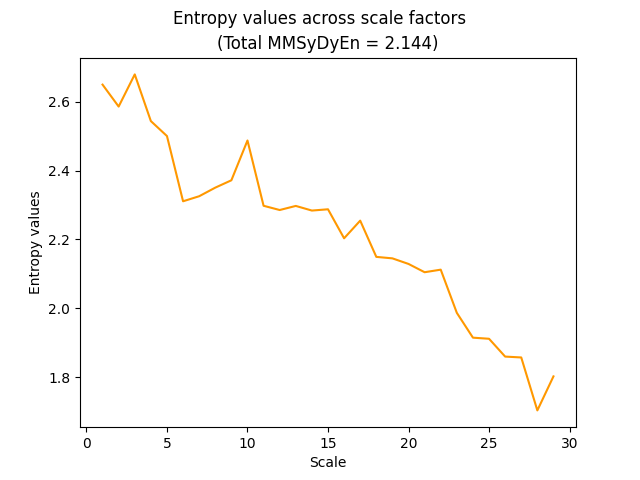 Entropy values across scale factors
(Total MMSyDyEn = 2.144)
2.6
2.4
2.2
2.0
1.8
Entropy values
0 5 10 15 20 25 30
Scale